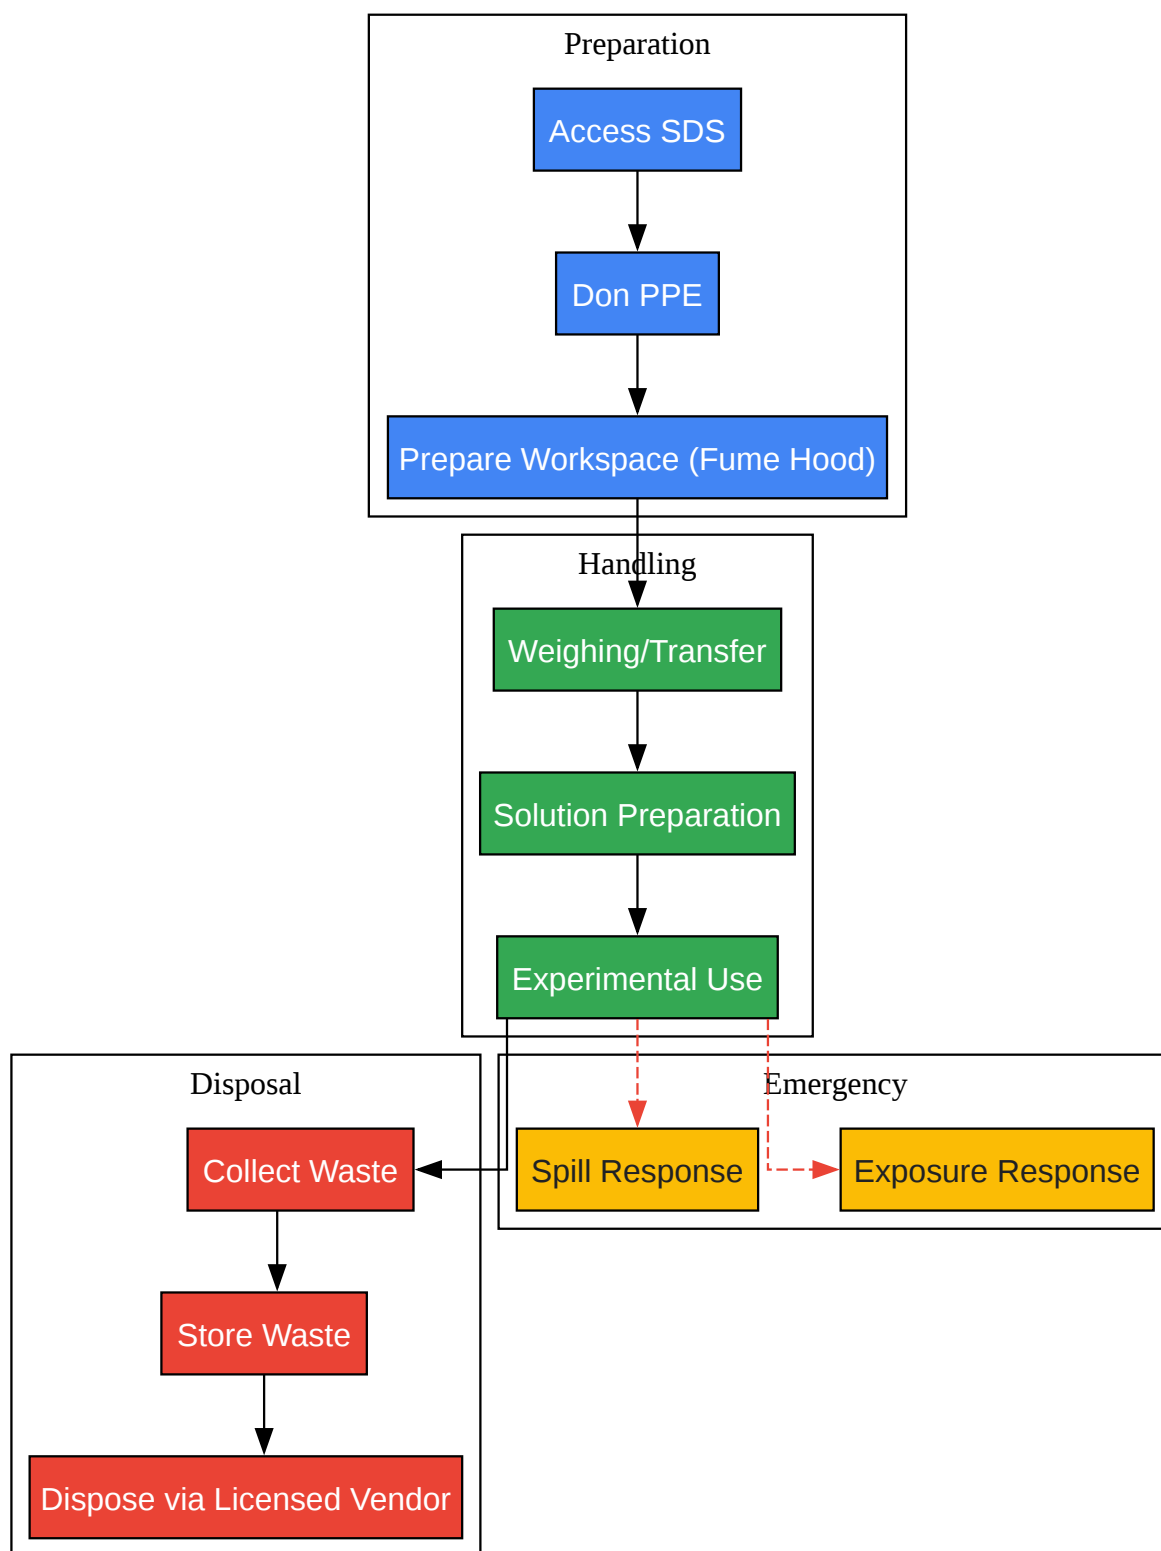 Preparation
Access SDS
Don PPE
Prepare Workspace (Fume Hood)
Handling
Weighing/Transfer
Solution Preparation
Experimental Use
Disposal
Collect Waste
Store Waste
Dispose via Licensed Vendor
Emergency
Spill Response
Exposure Response